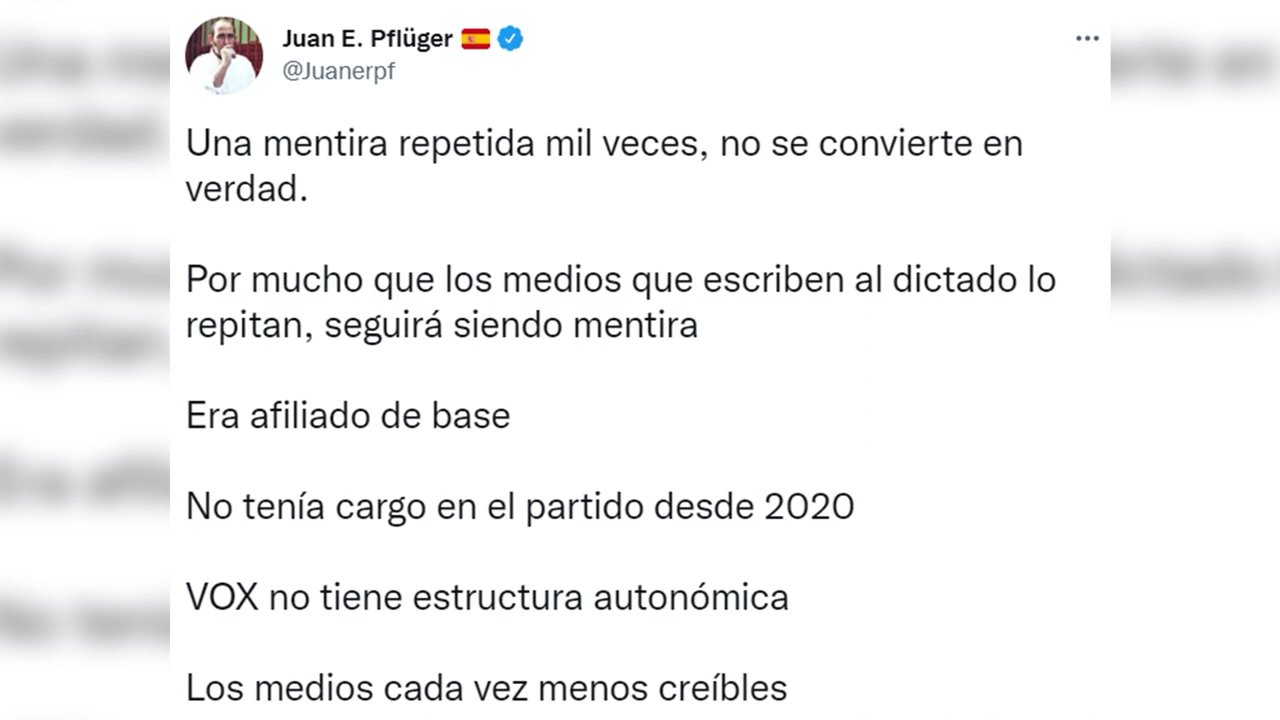 Juan E. Pflüger 🇪🇸
@Juanerpf
Una mentira repetida mil veces, no se convierte en
verdad.
Por mucho que los medios que escriben al dictado lo
repitan, seguirá siendo mentira
Era afiliado de base
No tenía cargo en el partido desde 2020
VOX no tiene estructura autonómica
Los medios cada vez menos creíbles